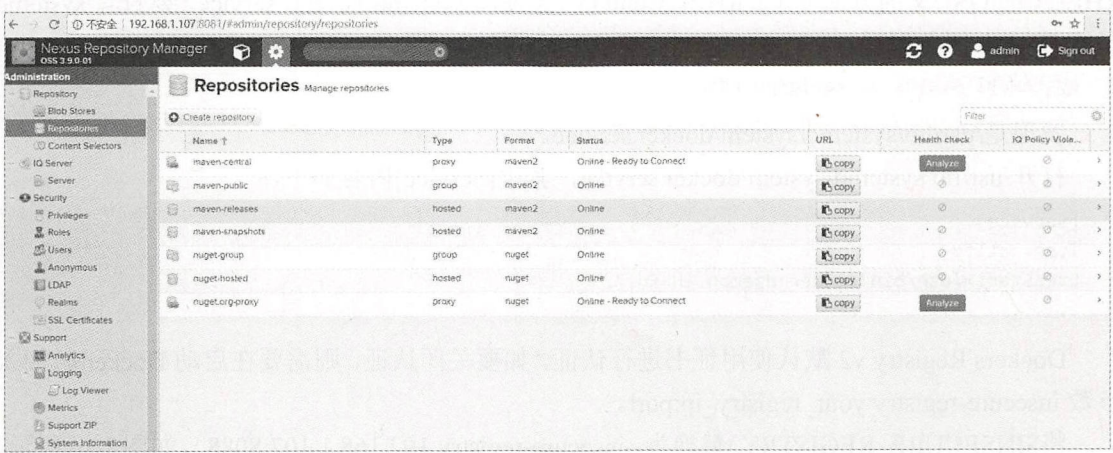 不安全 192.168.1.107:8081/#admin/repository/repositories
Nexus Repository Manager
OSS 3.9.0-01
admin Sign out
Administration
Repository
Blob Stores
Repositories
Content Selectors
IQ Server
Server
Security
Privileges
Roles
Users
Anonymous
LDAP
Realms
SSL Certificates
Support
Analytics
Logging
Log Viewer
Metrics
Support ZIP
System Information
Repositories Manage repositories
Create repository
Filter
Name ↑ Type Format Status URL Health check IQ Policy Viola...
maven-central proxy maven2 Online - Ready to Connect copy Analyze
maven-public group maven2 Online copy
maven-releases hosted maven2 Online copy
maven-snapshots hosted maven2 Online copy
nuget-group group nuget Online copy
nuget-hosted hosted nuget Online copy
nuget.org-proxy proxy nuget Online - Ready to Connect copy Analyze